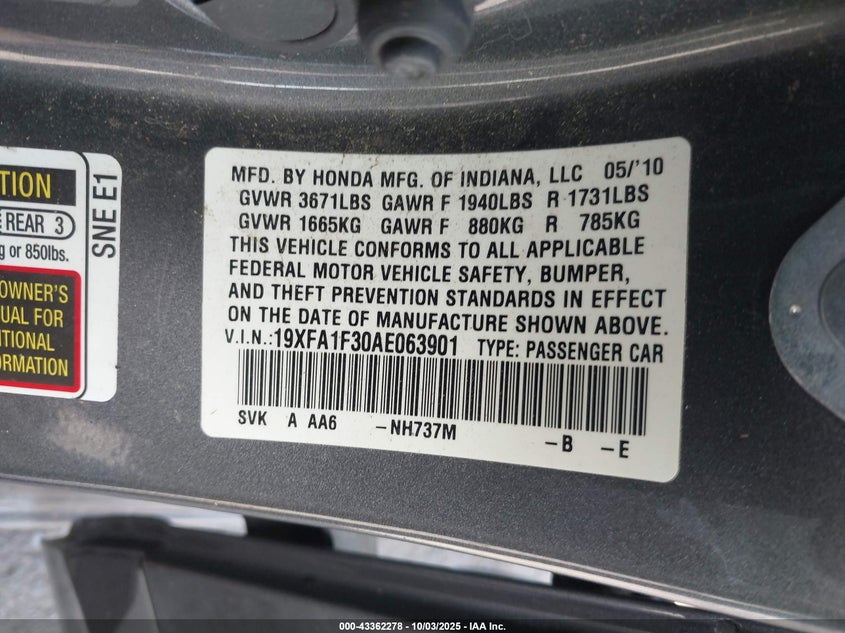 TION
REAR 3
g or 850lbs.
OWNER'S
UAL FOR
ITIONAL
ORMATION
SNE E1
MFD. BY HONDA MFG. OF INDIANA, LLC 05/'10
GVWR 3671LBS GAWR F 1940LBS R 1731LBS
GVWR 1665KG GAWR F 880KG R 785KG
THIS VEHICLE CONFORMS TO ALL APPLICABLE
FEDERAL MOTOR VEHICLE SAFETY, BUMPER,
AND THEFT PREVENTION STANDARDS IN EFFECT
ON THE DATE OF MANUFACTURE SHOWN ABOVE.
V.I.N.:19XFA1F30AE063901 TYPE: PASSENGER CAR
SVK A AA6 -NH737M -B -E
000-43362278 - 10/03/2025 - IAA Inc.